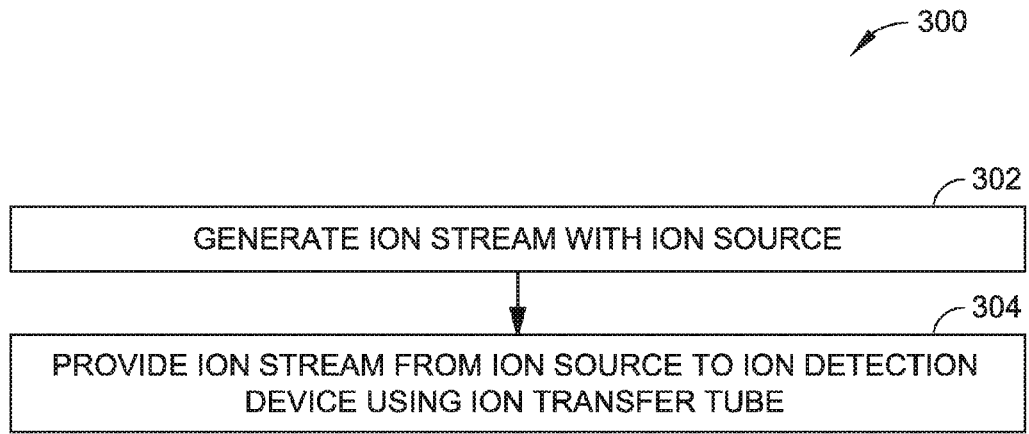 300
302
GENERATE ION STREAM WITH ION SOURCE
304
PROVIDE ION STREAM FROM ION SOURCE TO ION DETECTION
DEVICE USING ION TRANSFER TUBE